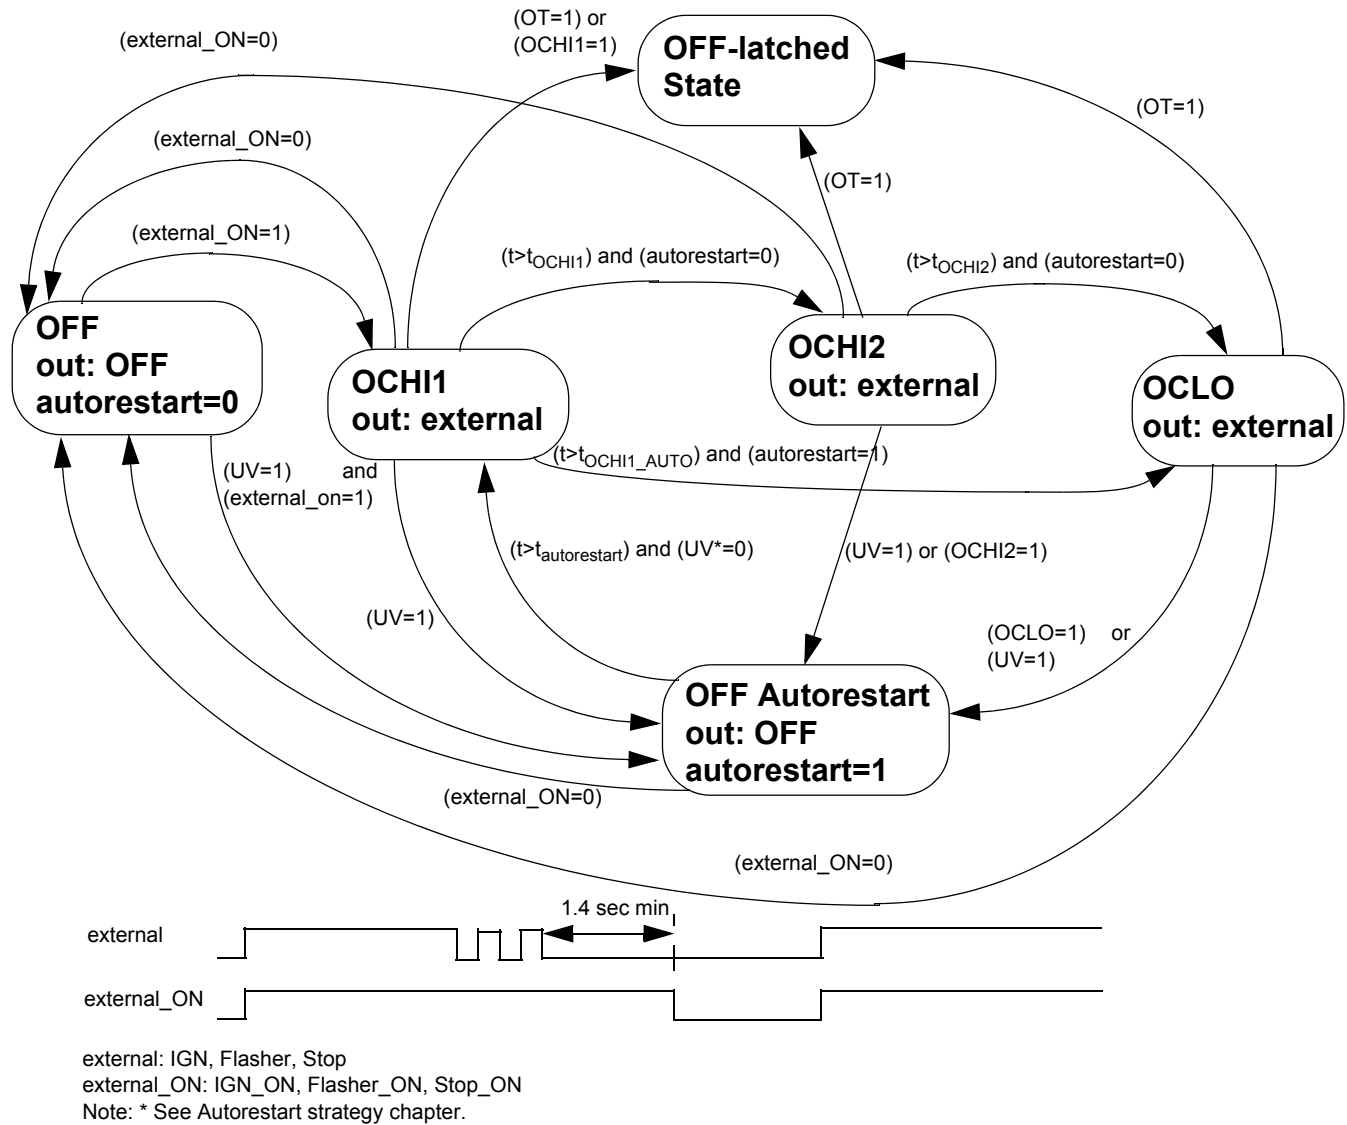 (OT=1) or
(OCHI1=1)
(external_ON=0)
OFF-latched
State
(OT=1)
(external_ON=0)
(OT=1)
(external_ON=1)
(t>tOCHI1) and (autorestart=0)
(t>tOCHI2) and (autorestart=0)
OFF
out: OFF
autorestart=0
OCHI1
out: external
OCHI2
out: external
OCLO
out: external
(UV=1) and
(external_on=1)
(t>tOCHI1_AUTO) and (autorestart=1)
(t>tautorestart) and (UV*=0)
(UV=1) or (OCHI2=1)
(UV=1)
(OCLO=1) or
(UV=1)
OFF Autorestart
out: OFF
autorestart=1
(external_ON=0)
(external_ON=0)
1.4 sec min
external
external_ON
external: IGN, Flasher, Stop
external_ON: IGN_ON, Flasher_ON, Stop_ON
Note: * See Autorestart strategy chapter.